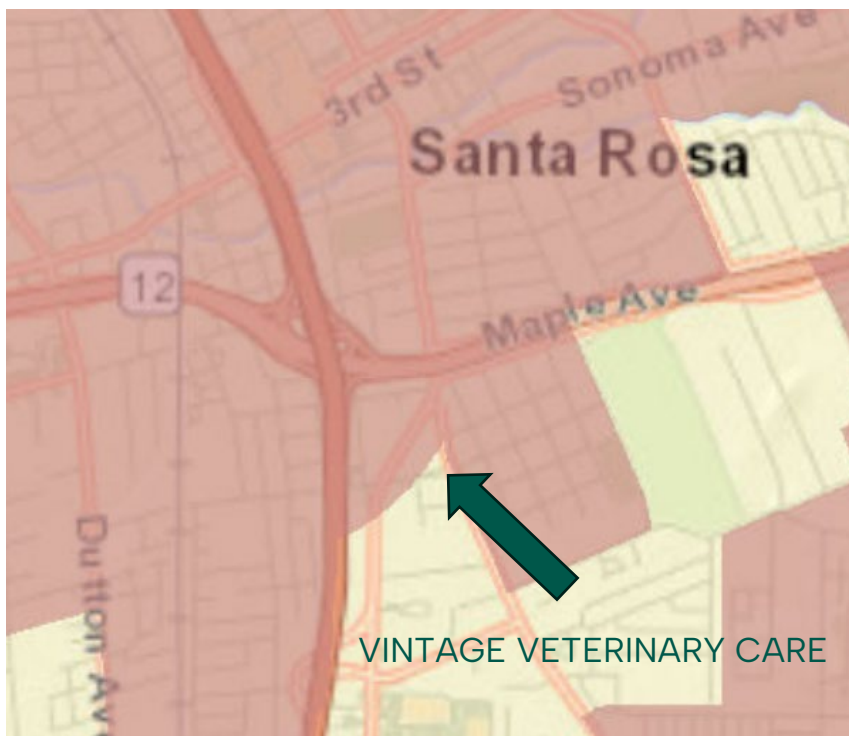 3rd St
Sonoma Ave
Santa Rosa
12
Maple Ave
Dutton Av
VINTAGE VETERINARY CARE